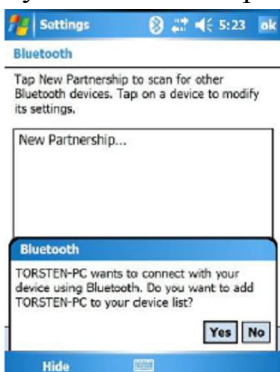 Settings 5:23 ok
Bluetooth
Tap New Partnership to scan for other
Bluetooth devices. Tap on a device to modify
its settings.
New Partnership...
Bluetooth
TORSTEN-PC wants to connect with your
device using Bluetooth. Do you want to add
TORSTEN-PC to your device list?
Yes No
Hide